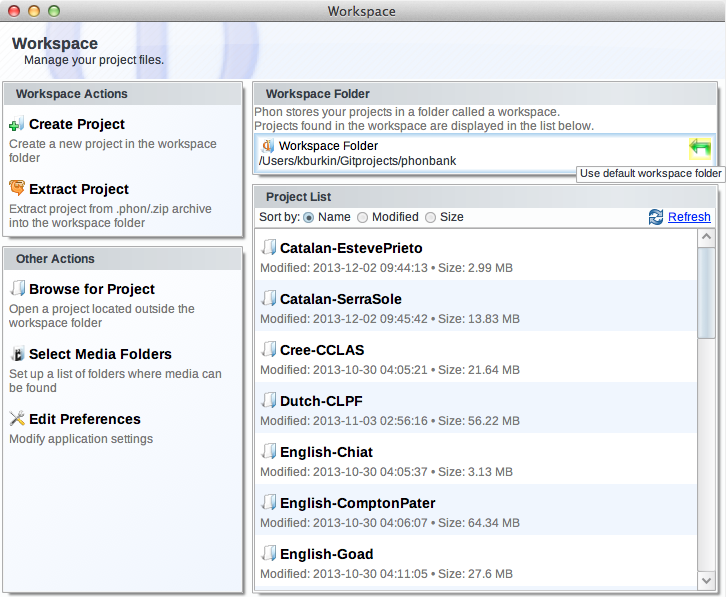 Workspace
Workspace
Manage your project files.
Workspace Actions
Create Project
Create a new project in the workspace
folder
Extract Project
Extract project from .phon/.zip archive
into the workspace folder
Other Actions
Browse for Project
Open a project located outside the
workspace folder
Select Media Folders
Set up a list of folders where media can
be found
Edit Preferences
Modify application settings
Workspace Folder
Phon stores your projects in a folder called a workspace.
Projects found in the workspace are displayed in the list below.
Workspace Folder
/Users/kburkin/Gitprojects/phonbank
Use default workspace folder
Project List
Sort by: Name Modified Size Refresh
Catalan-EstevePrieto
Modified: 2013-12-02 09:44:13 • Size: 2.99 MB
Catalan-SerraSole
Modified: 2013-12-02 09:45:42 • Size: 13.83 MB
Cree-CCLAS
Modified: 2013-10-30 04:05:21 • Size: 21.64 MB
Dutch-CLPF
Modified: 2013-11-03 02:56:16 • Size: 56.22 MB
English-Chiat
Modified: 2013-10-30 04:05:37 • Size: 3.13 MB
English-ComptonPater
Modified: 2013-10-30 04:06:07 • Size: 64.34 MB
English-Goad
Modified: 2013-10-30 04:11:05 • Size: 27.6 MB